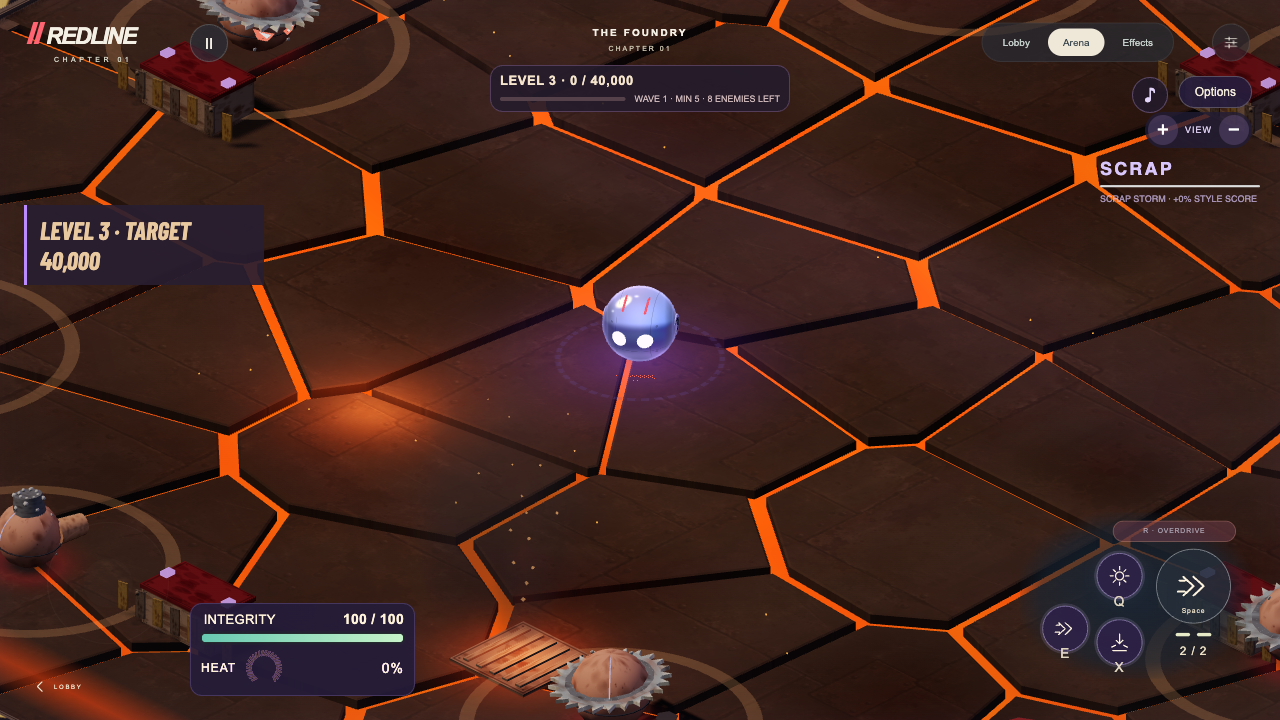 REDLINE
CHAPTER 01
THE FOUNDRY
CHAPTER 01
Lobby Arena Effects
LEVEL 3 · 0 / 40,000
WAVE 1 · MIN 5 · 8 ENEMIES LEFT
Options
+ VIEW −
SCRAP
SCRAP STORM · +0% STYLE SCORE
LEVEL 3 · TARGET
40,000
R · OVERDRIVE
Q
Space
E
X
2 / 2
INTEGRITY 100 / 100
HEAT 0%
LOBBY